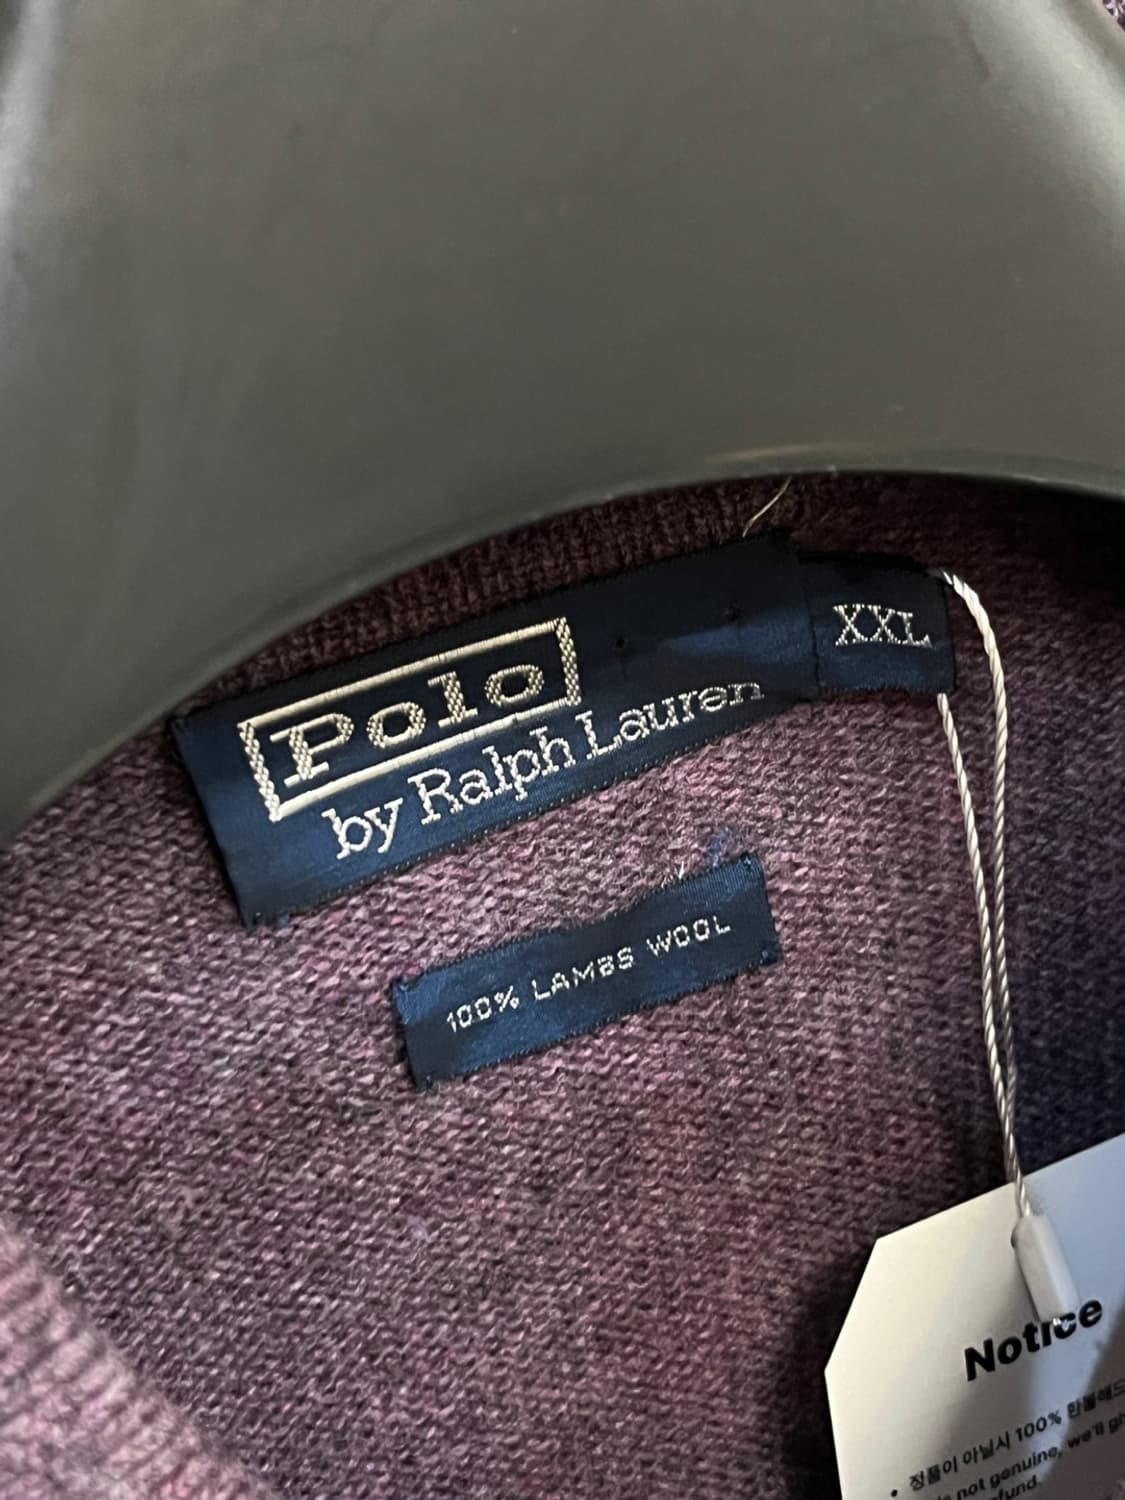 Polo
by Ralph Lauren
XXL
100% LAMBS WOOL
Notice
• 정품이 아닐시 100% 환불해드
not genuine, we'll